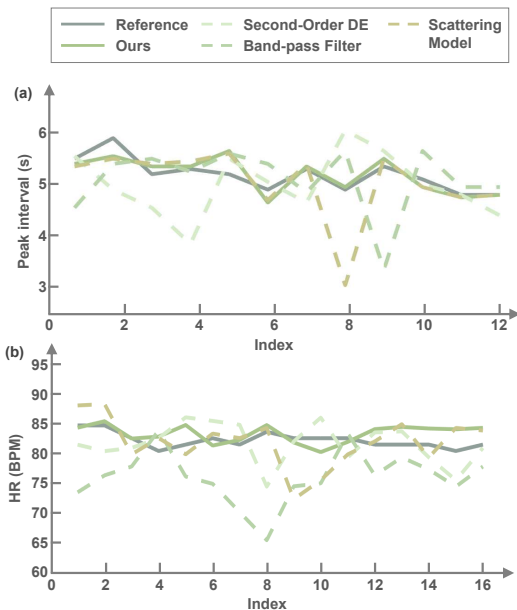 Reference Second-Order DE Scattering
Ours Band-pass Filter Model
(a)
Peak interval (s)
6
5
4
3
0 2 4 6 8 10 12
Index
(b)
HR (BPM)
95
90
85
80
75
70
65
60
0 2 4 6 8 10 12 14 16
Index